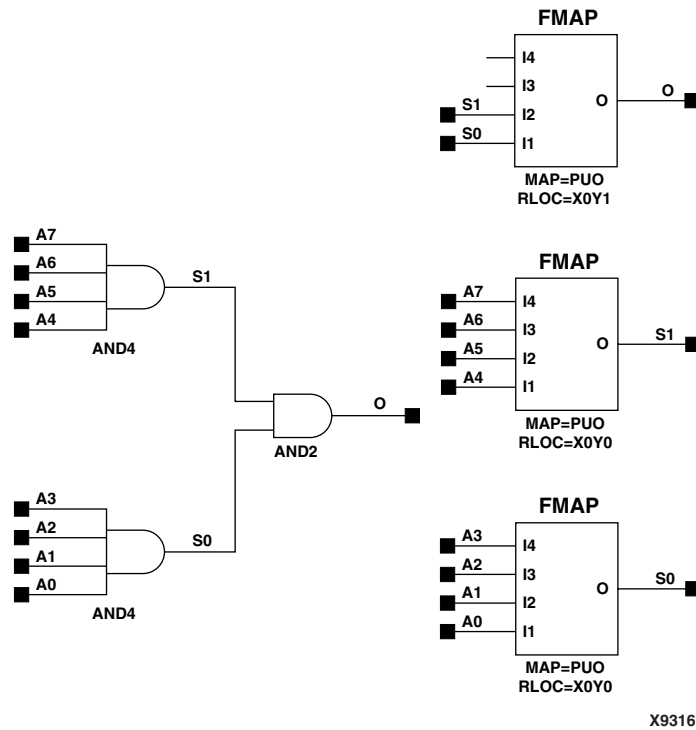 FMAP
I4
I3
S1 I2 O O
S0 I1
MAP=PUO
RLOC=X0Y1
A7
A6
A5
A4
S1
AND4
O
AND2
A3
A2
A1
A0
S0
AND4
FMAP
A7 I4
A6 I3
A5 I2 O S1
A4 I1
MAP=PUO
RLOC=X0Y0
FMAP
A3 I4
A2 I3
A1 I2 O S0
A0 I1
MAP=PUO
RLOC=X0Y0
X9316